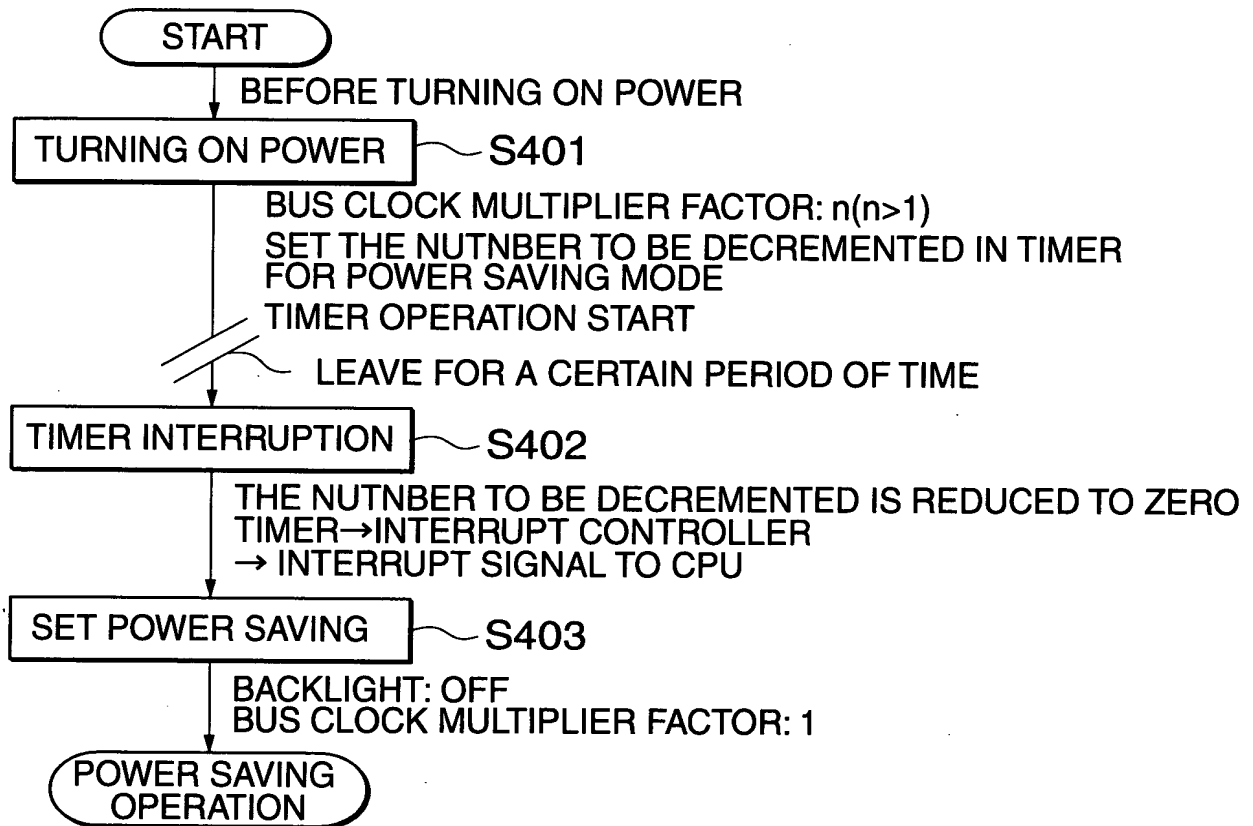 START
BEFORE TURNING ON POWER
TURNING ON POWER
S401
BUS CLOCK MULTIPLIER FACTOR: n(n>1)
SET THE NUTNBER TO BE DECREMENTED IN TIMER
FOR POWER SAVING MODE
TIMER OPERATION START
LEAVE FOR A CERTAIN PERIOD OF TIME
TIMER INTERRUPTION
S402
THE NUTNBER TO BE DECREMENTED IS REDUCED TO ZERO
TIMER→INTERRUPT CONTROLLER
→ INTERRUPT SIGNAL TO CPU
SET POWER SAVING
S403
BACKLIGHT: OFF
BUS CLOCK MULTIPLIER FACTOR: 1
POWER SAVING
OPERATION